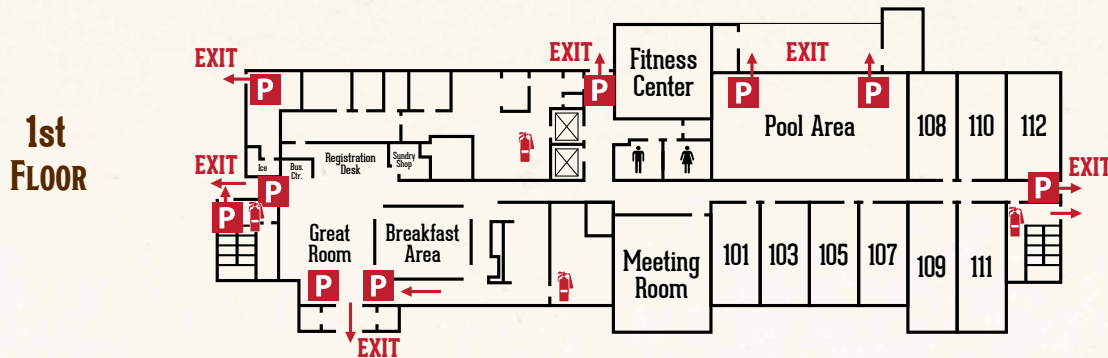 1st
FLOOR
EXIT
P
EXIT
P
Fitness
Center
EXIT
P
P
Pool Area
108
110
112
Ice
Bus.
Ctr.
Registration
Desk
Sundry
Shop
EXIT
P
P
EXIT
P
Great
Room
Breakfast
Area
Meeting
Room
101
103
105
107
109
111
P
P
EXIT